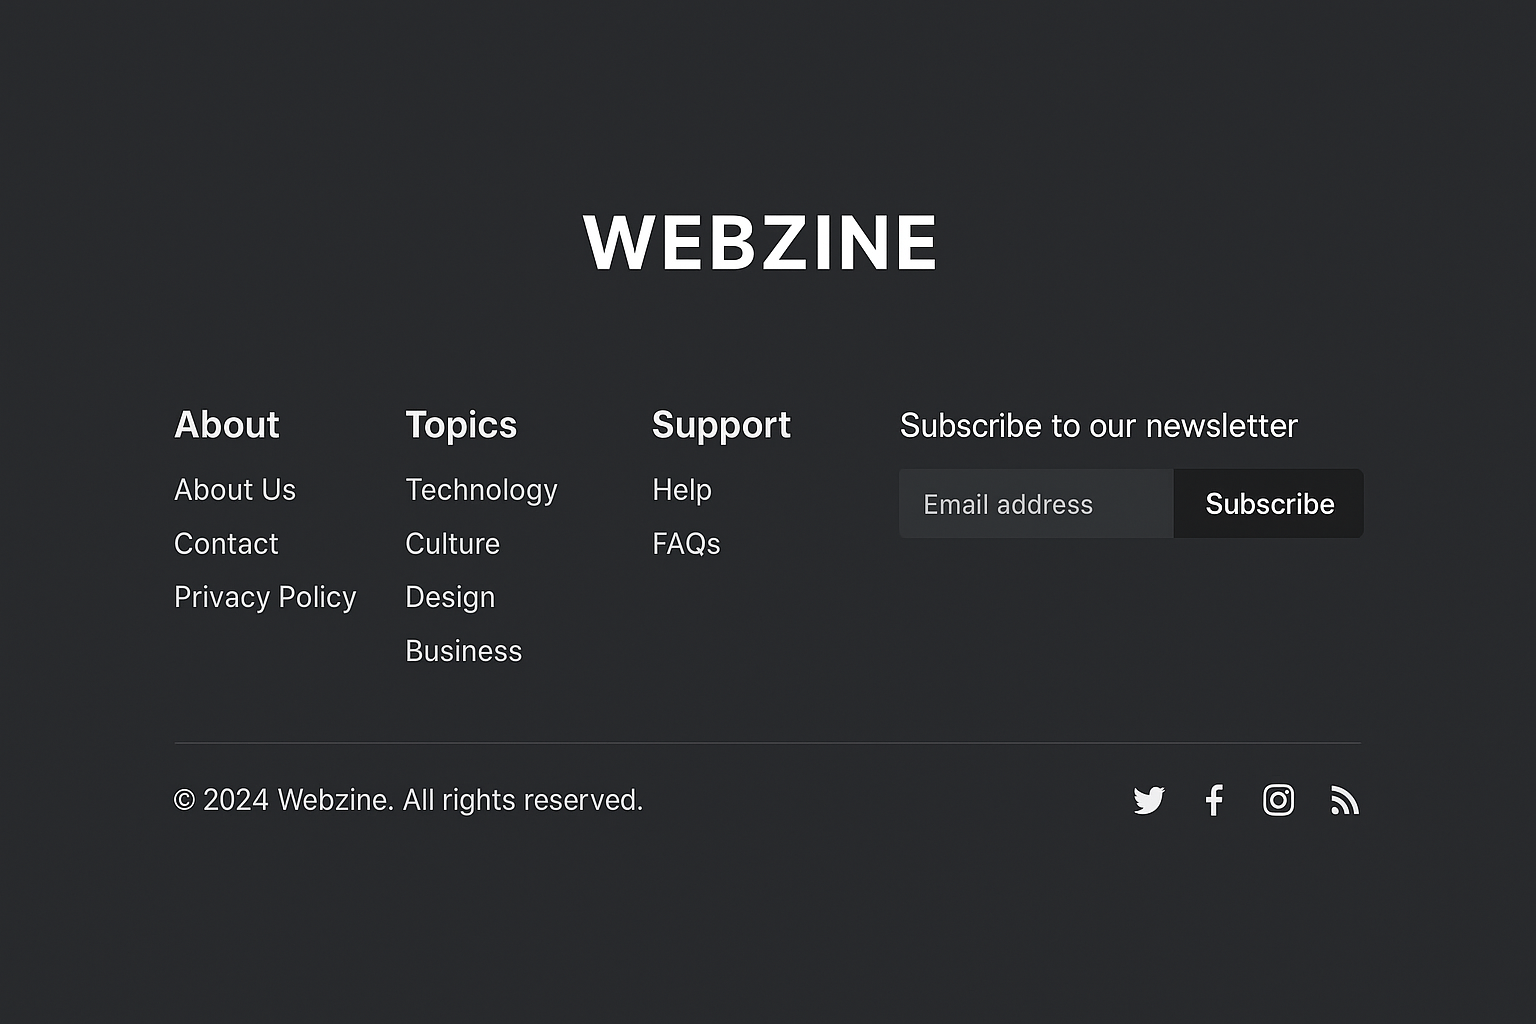 WEBZINE
About
About Us
Contact
Privacy Policy
Topics
Technology
Culture
Design
Business
Support
Help
FAQs
Subscribe to our newsletter
Email address
Subscribe
© 2024 Webzine. All rights reserved.